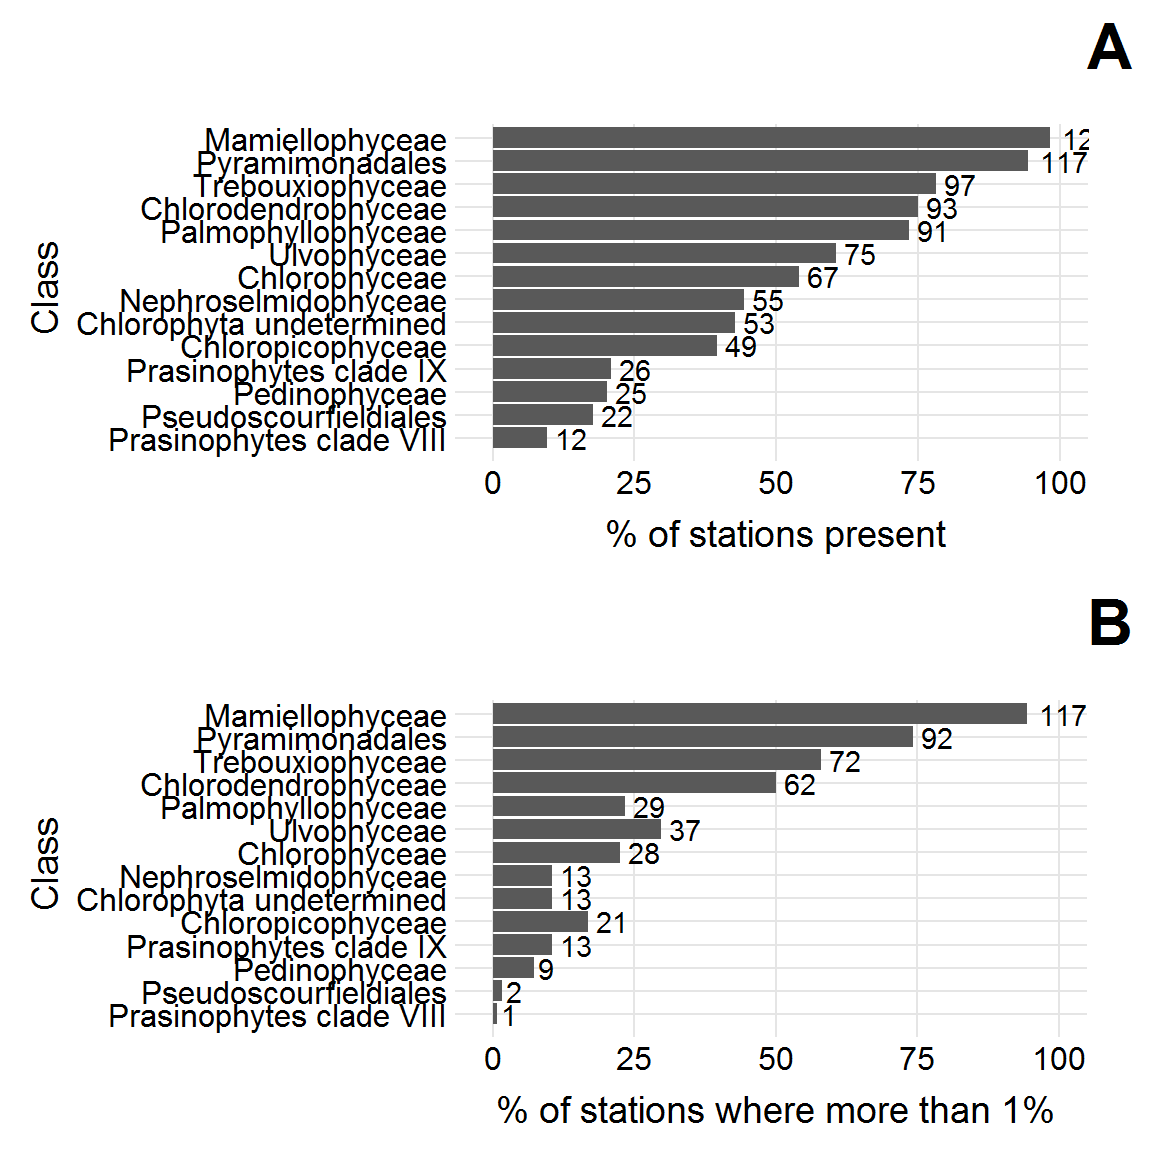 A
Mamiellophyceae
Pyramimonadales 117
Trebouxiophyceae 97
Chlorodendrophyceae 93
Palmophyllophyceae 91
Ulvophyceae 75
Chlorophyceae 67
Nephroselmidophyceae 55
Chlorophyta undetermined 53
Chloropicophyceae 49
Prasinophytes clade IX 26
Pedinophyceae 25
Pseudoscourfieldiales 22
Prasinophytes clade VIII 12
Class
0 25 50 75 100
% of stations present
B
Mamiellophyceae 117
Pyramimonadales 92
Trebouxiophyceae 72
Chlorodendrophyceae 62
Palmophyllophyceae 29
Ulvophyceae 37
Chlorophyceae 28
Nephroselmidophyceae 13
Chlorophyta undetermined 13
Chloropicophyceae 21
Prasinophytes clade IX 13
Pedinophyceae 9
Pseudoscourfieldiales 2
Prasinophytes clade VIII 1
Class
0 25 50 75 100
% of stations where more than 1%